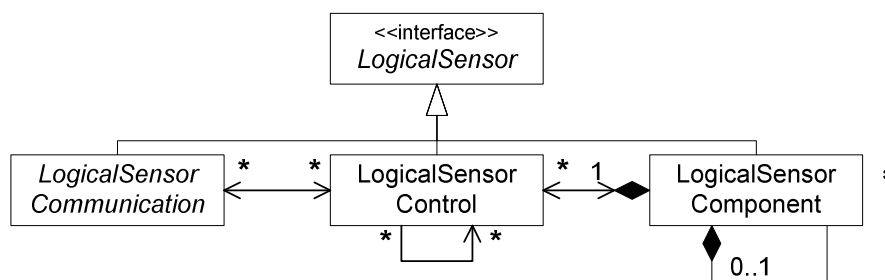 <<interface>>
LogicalSensor
LogicalSensor
Communication
* *
LogicalSensor
Control
* 1
LogicalSensor
Component
* *
0..1